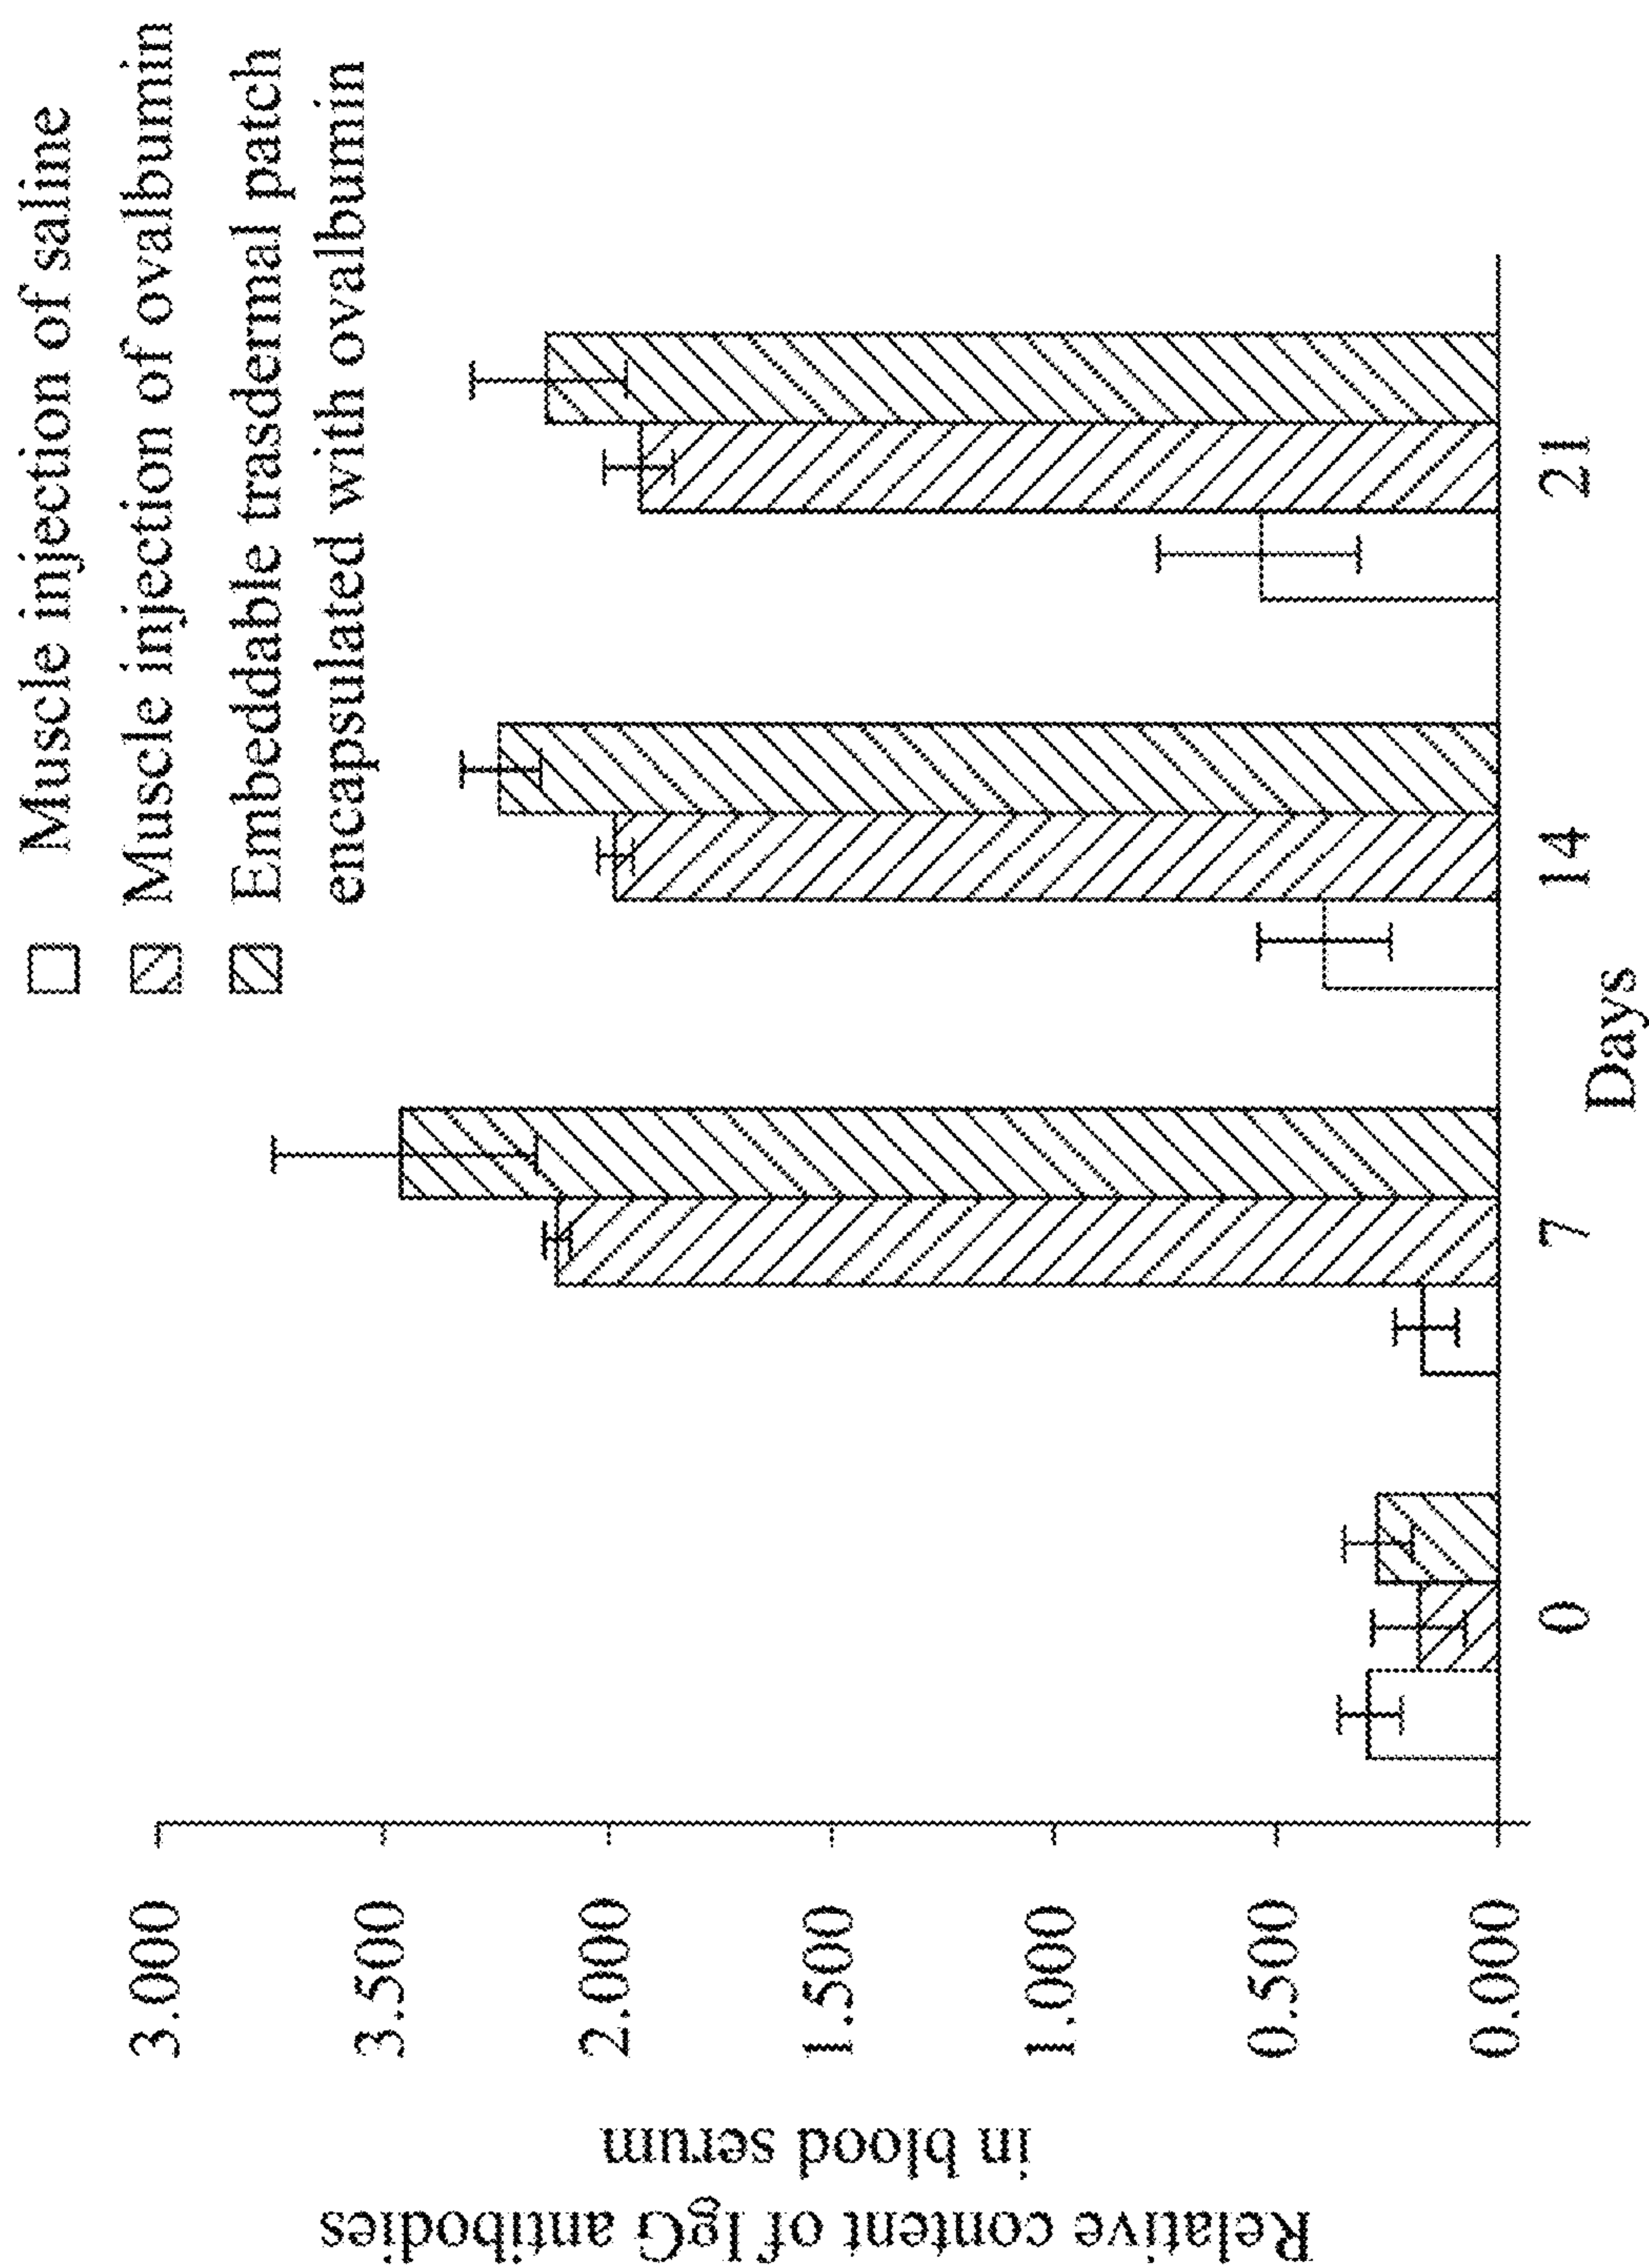 Muscle injection of saline
Muscle injection of ovalbumin
Embeddable trasdermal patch
encapsulated with ovalbumin
Relative content of IgG antibodies
in blood serum
3.000
3.500
2.000
1.500
1.000
0.500
0.000
0
7
14
21
Days